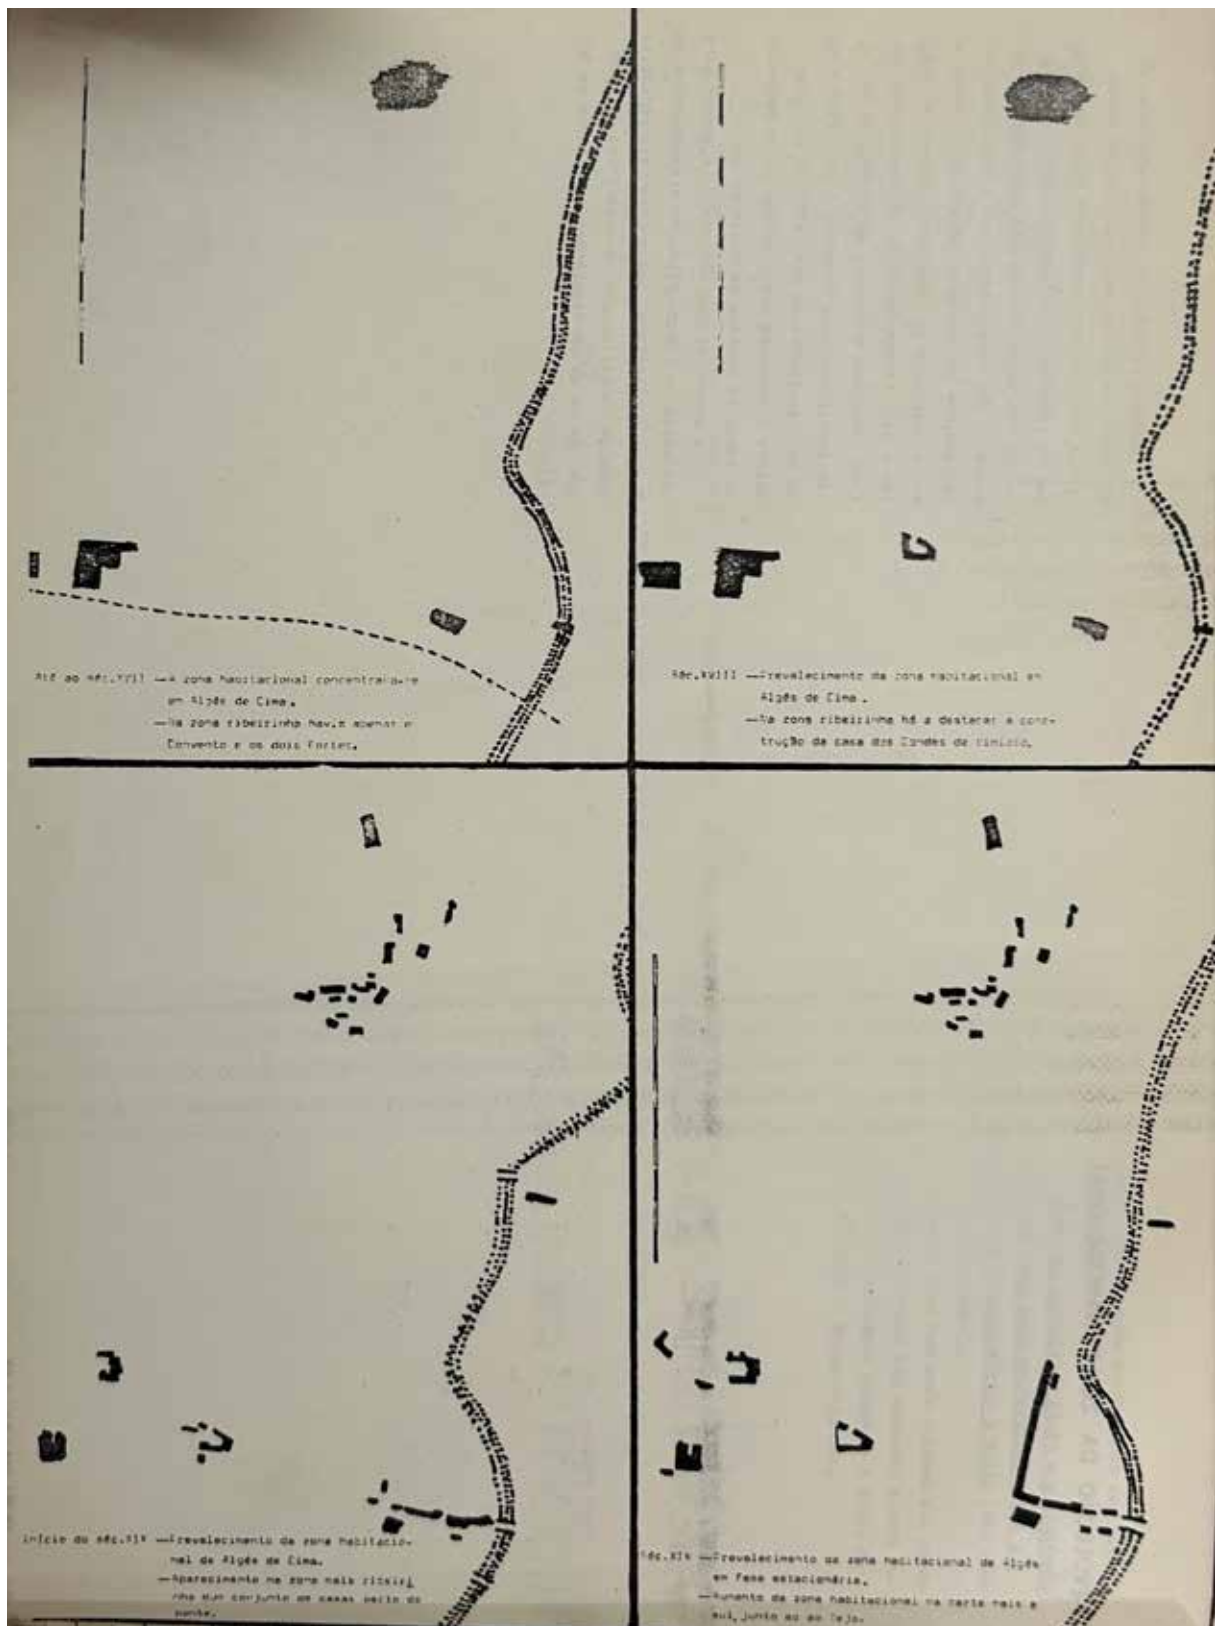 Até ao séc.XVII — A zona habitacional concentrava-se
em Algés de Cima.
— Na zona ribeirinha havia apenas o
Convento e os dois Fortes.
Séc.XVIII — Prevalecimento da zona habitacional em
Algés de Cima.
— Na zona ribeirinha há a destacar a cons-
trução da casa dos Condes de
Início do séc.XIX — Prevalecimento da zona habitacio-
nal de Algés de Cima.
— Aparecimento na zona mais ribeiri
nha dum conjunto de casas perto da
ponte.
Séc.XIX — Prevalecimento da zona habitacional de Algés
em fase estacionária.
— Aumento da zona habitacional na parte mais a
sul, junto ao ao Tejo.